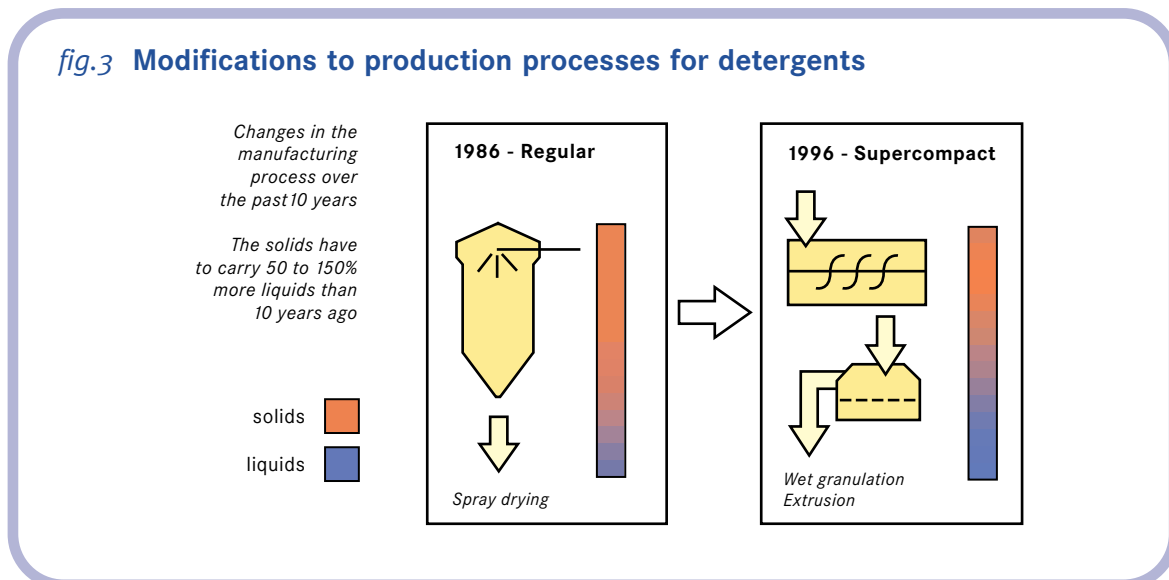 fig.3 Modifications to production processes for detergents
Changes in the
manufacturing
process over
the past 10 years
The solids have
to carry 50 to 150%
more liquids than
10 years ago
solids
liquids
1986 - Regular
Spray drying
1996 - Supercompact
Wet granulation
Extrusion